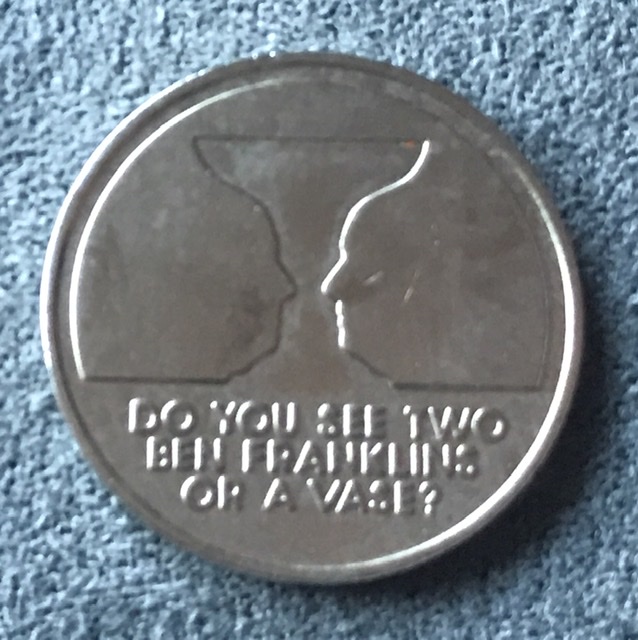 DO YOU SEE TWO
BEN FRANKLINS
OR A VASE?